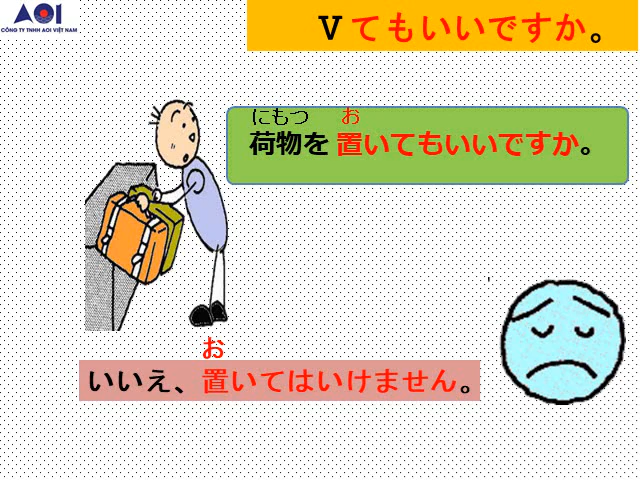 AOI
CÔNG TY TNHH AOI VIỆT NAM
Vてもいいですか。
にもつ お
荷物を 置いてもいいですか。
お
いいえ、置いてはいけません。